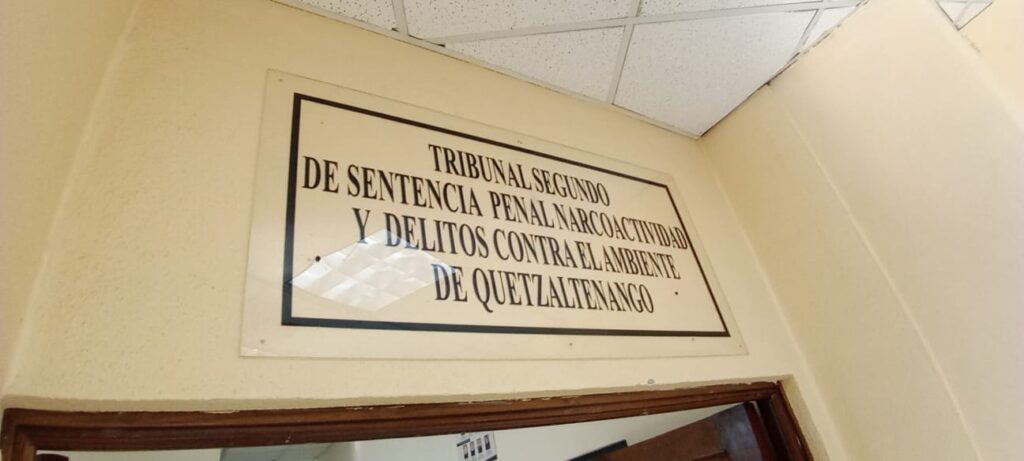 TRIBUNAL SEGUNDO
DE SENTENCIA PENAL NARCOACTIVIDAD
Y DELITOS CONTRA EL AMBIENTE
DE QUETZALTENANGO